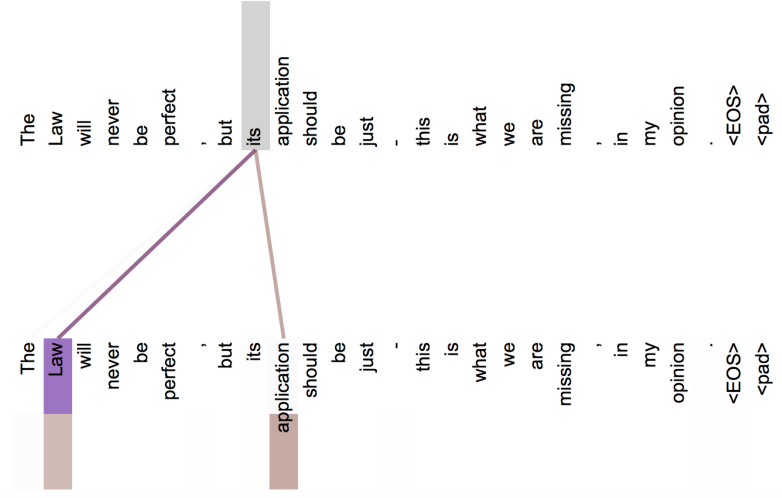 The Law will never be perfect , but its application should be just - this is what we are missing , in my opinion . <EOS> <pad>
The Law will never be perfect , but its application should be just - this is what we are missing , in my opinion . <EOS> <pad>